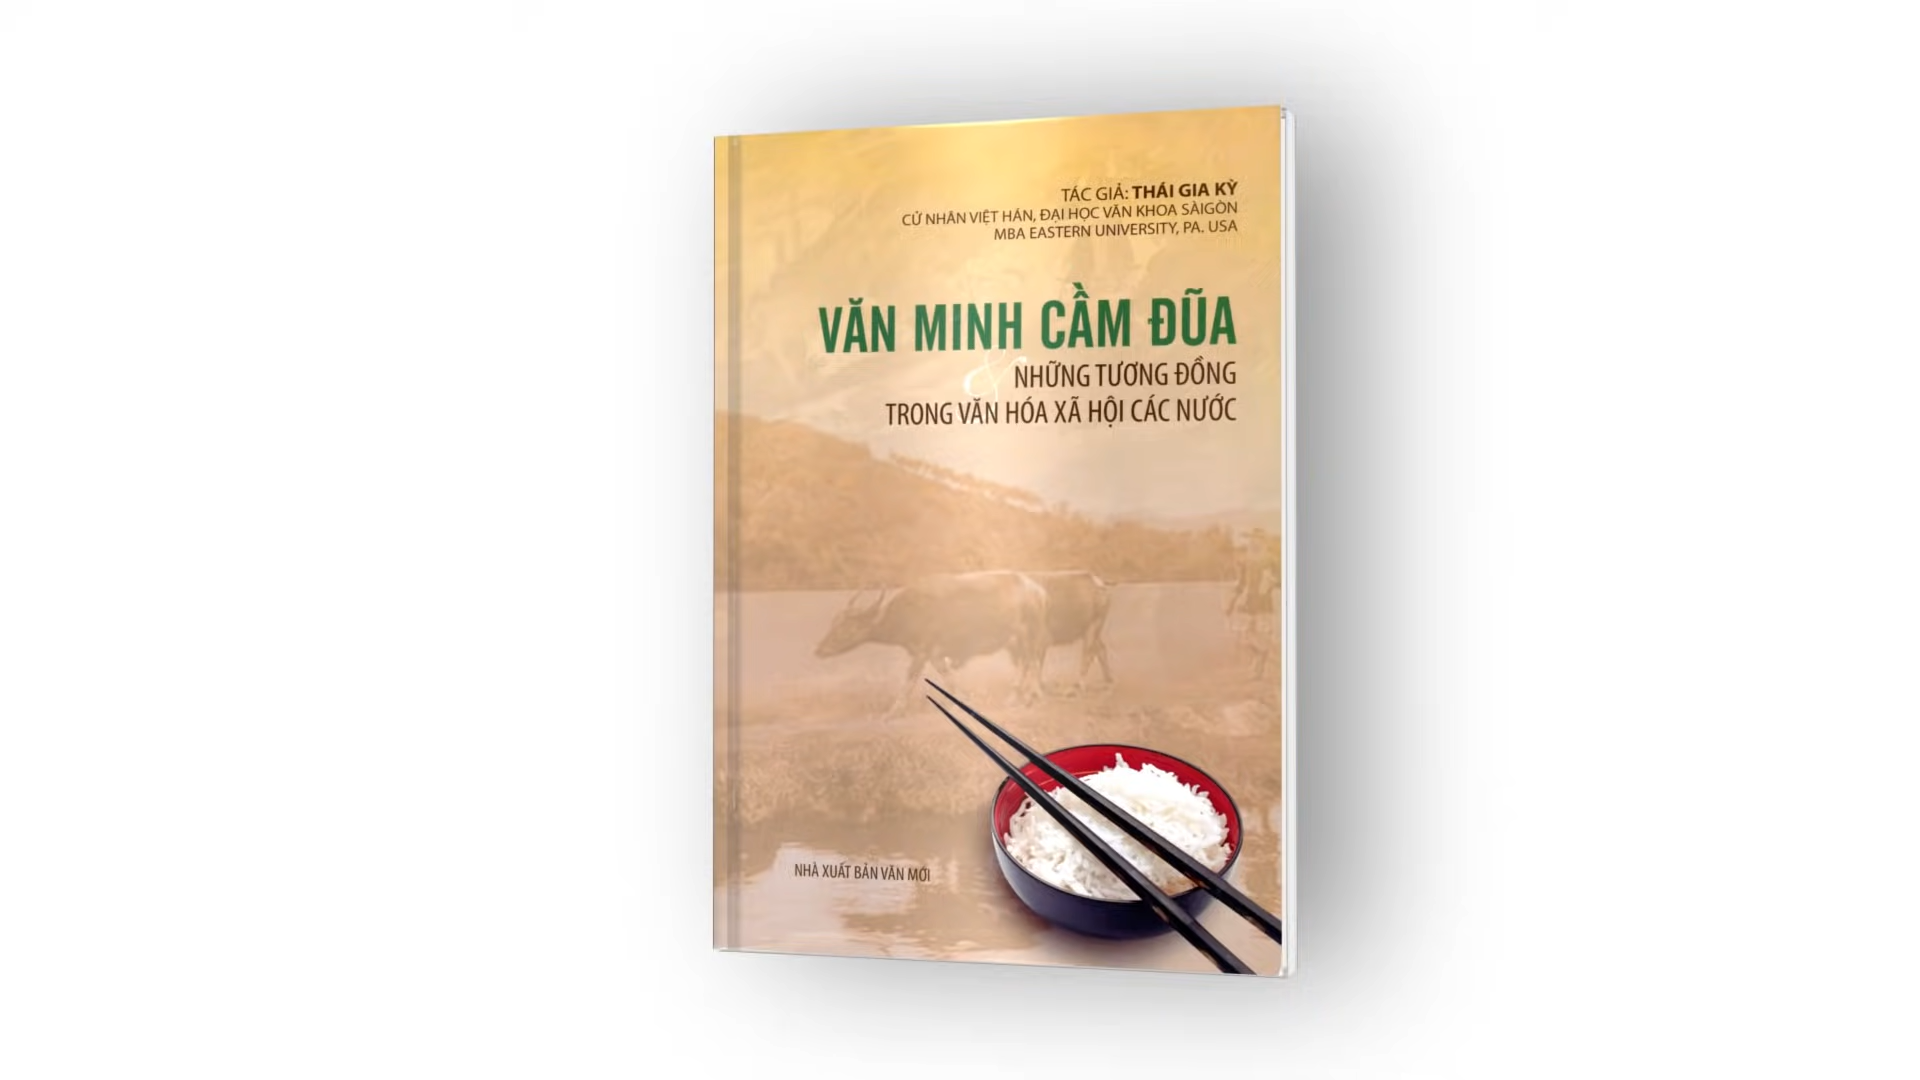 TÁC GIẢ: THÁI GIA KỲ
CỬ NHÂN VIỆT HÁN, ĐẠI HỌC VĂN KHOA SÀIGÒN
MBA EASTERN UNIVERSITY, PA. USA
VĂN MINH CẦM ĐŨA
& NHỮNG TƯƠNG ĐỒNG
TRONG VĂN HÓA XÃ HỘI CÁC NƯỚC
NHÀ XUẤT BẢN VĂN MỚI